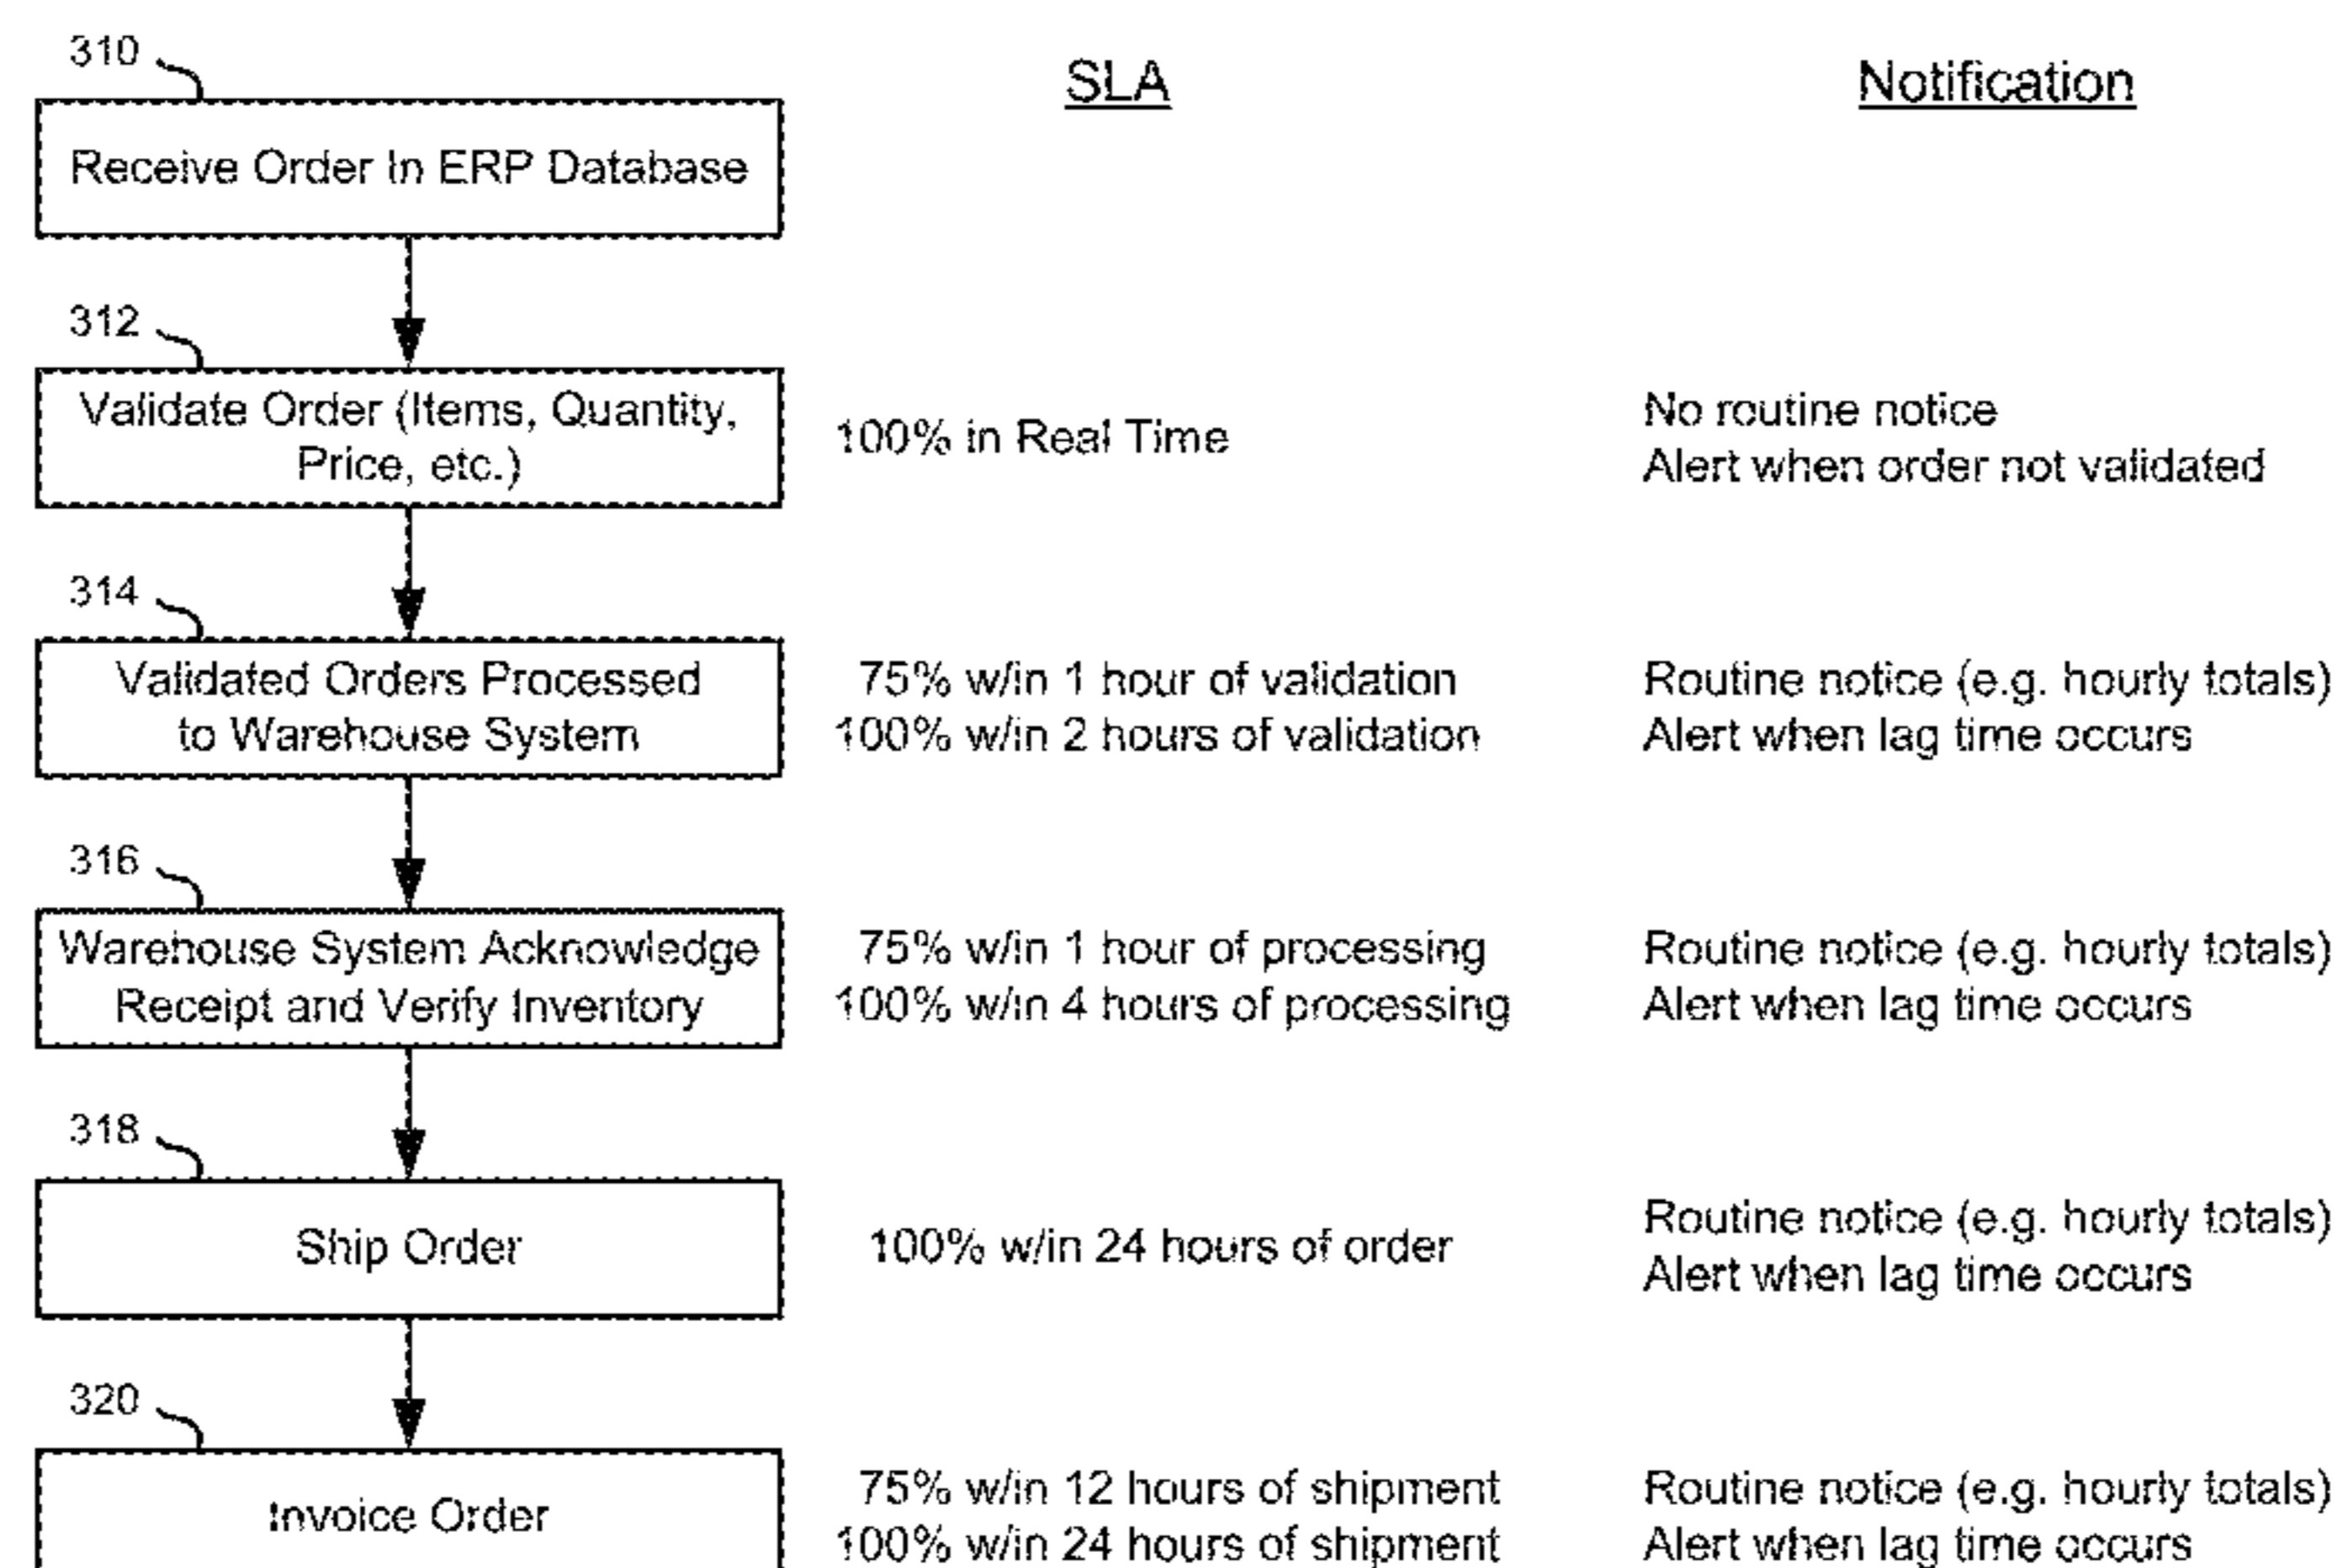 310
SLA
Notification
Receive Order In ERP Database
312
Validate Order (Items, Quantity,
Price, etc.)
100% in Real Time
No routine notice
Alert when order not validated
314
Validated Orders Processed
to Warehouse System
75% w/in 1 hour of validation
100% w/in 2 hours of validation
Routine notice (e.g. hourly totals)
Alert when lag time occurs
316
Warehouse System Acknowledge
Receipt and Verify Inventory
75% w/in 1 hour of processing
100% w/in 4 hours of processing
Routine notice (e.g. hourly totals)
Alert when lag time occurs
318
Ship Order
100% w/in 24 hours of order
Routine notice (e.g. hourly totals)
Alert when lag time occurs
320
Invoice Order
75% w/in 12 hours of shipment
100% w/in 24 hours of shipment
Routine notice (e.g. hourly totals)
Alert when lag time occurs